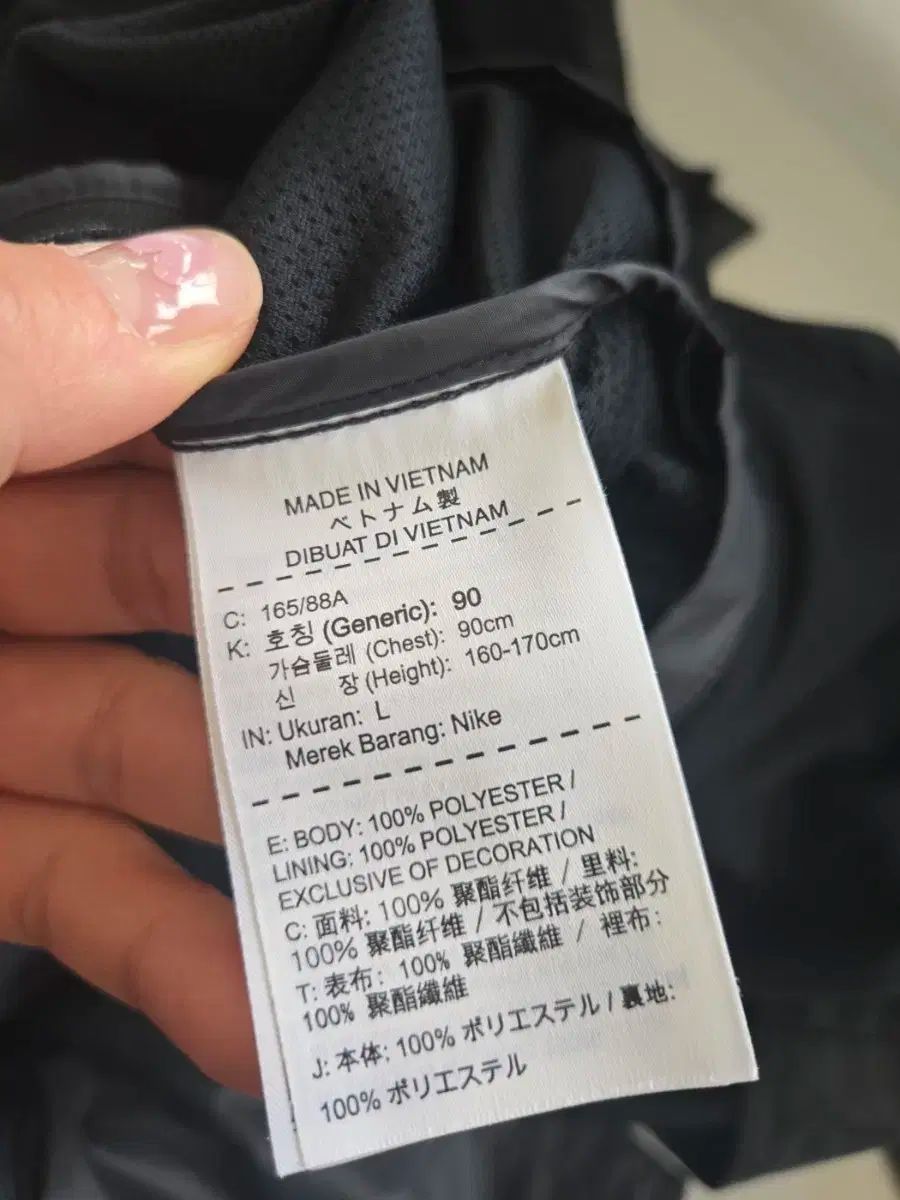 MADE IN VIETNAM
ベトナム製
DIBUAT DI VIETNAM
C: 165/88A
K: 호칭 (Generic): 90
가슴둘레 (Chest): 90cm
신 장 (Height): 160-170cm
IN: Ukuran: L
Merek Barang: Nike
E: BODY: 100% POLYESTER /
LINING: 100% POLYESTER /
EXCLUSIVE OF DECORATION
C: 面料: 100% 聚酯纤维 / 里料:
100% 聚酯纤维 / 不包括装饰部分
T: 表布: 100% 聚酯纖維 / 裡布:
100% 聚酯纖維
J: 本体: 100% ポリエステル / 裏地:
100% ポリエステル